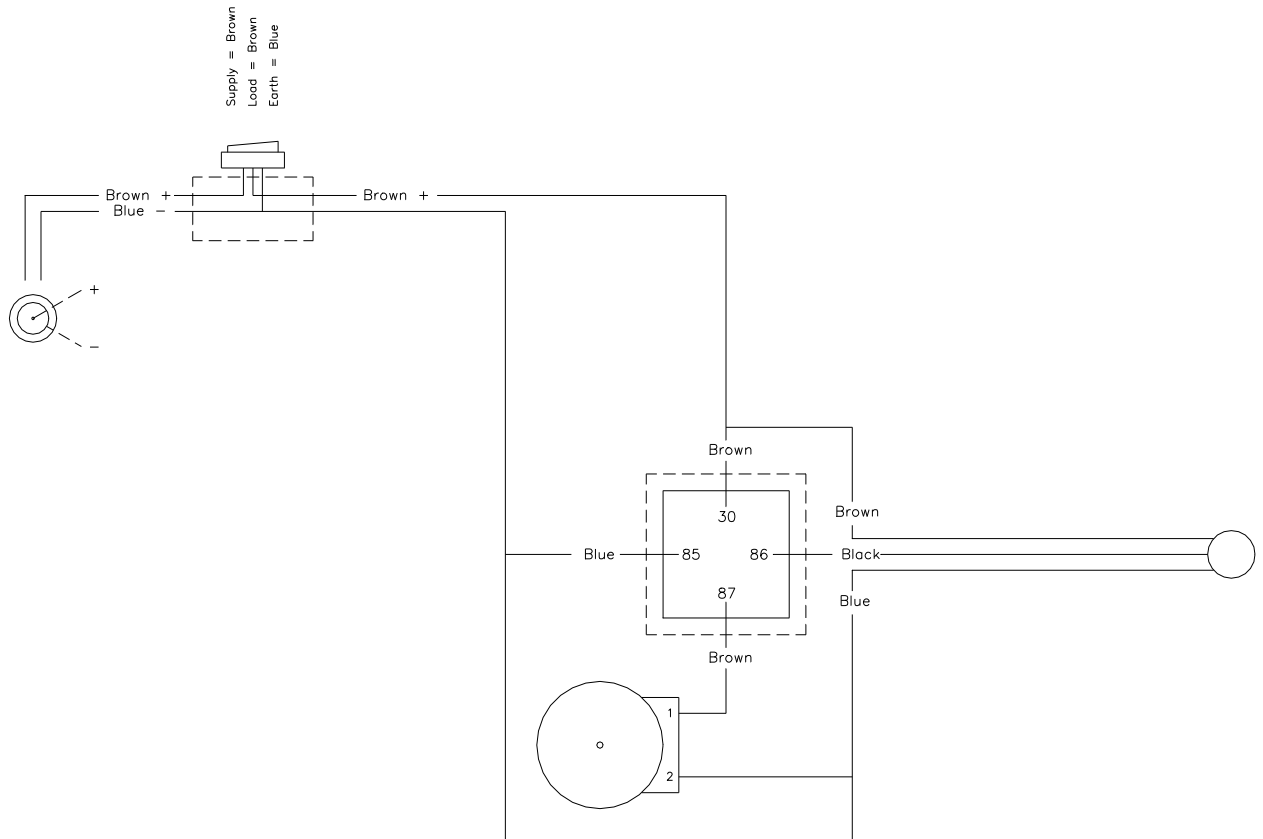 Supply = Brown
Load = Brown
Earth = Blue
Brown +
Brown +
Blue -
+
-
Brown
30
Brown
Blue
85
86
Black
87
Blue
Brown
1
2